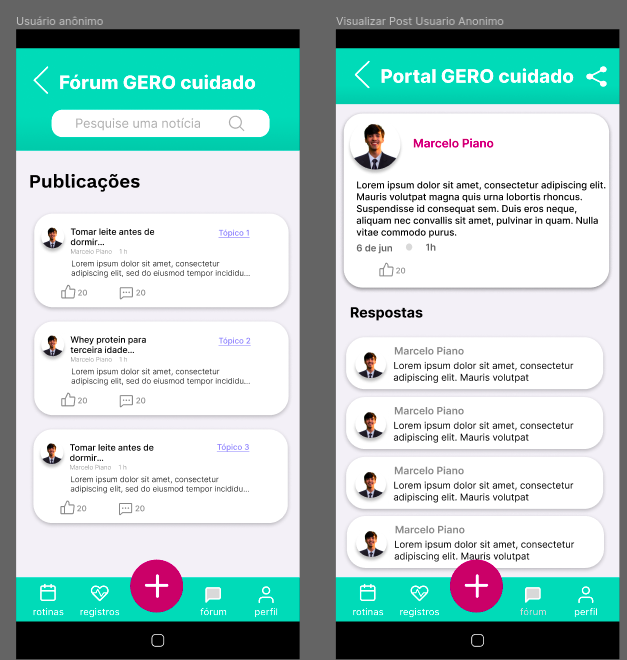 Usuário anônimo
Fórum GERO cuidado
Pesquise uma notícia
Publicações
Tomar leite antes de
dormir...
Tópico 1
Marcelo Piano 1 h
Lorem ipsum dolor sit amet, consectetur
adipiscing elit, sed do eiusmod tempor incididu...
20 20
Whey protein para
terceira idade...
Tópico 2
Marcelo Piano 1 h
Lorem ipsum dolor sit amet, consectetur
adipiscing elit, sed do eiusmod tempor incididu...
20 20
Tomar leite antes de
dormir...
Tópico 3
Marcelo Piano 1 h
Lorem ipsum dolor sit amet, consectetur
adipiscing elit, sed do eiusmod tempor incididu...
20 20
rotinas registros fórum perfil
Visualizar Post Usuario Anonimo
Portal GERO cuidado
Marcelo Piano
Lorem ipsum dolor sit amet, consectetur adipiscing elit.
Mauris volutpat magna quis urna lobortis rhoncus.
Suspendisse id consequat sem. Duis eros neque,
aliquam nec convallis sit amet, pulvinar in quam. Nulla
vitae commodo purus.
6 de jun 1h
20
Respostas
Marcelo Piano
Lorem ipsum dolor sit amet, consectetur
adipiscing elit. Mauris volutpat
Marcelo Piano
Lorem ipsum dolor sit amet, consectetur
adipiscing elit. Mauris volutpat
Marcelo Piano
Lorem ipsum dolor sit amet, consectetur
adipiscing elit. Mauris volutpat
Marcelo Piano
Lorem ipsum dolor sit amet, consectetur
adipiscing elit. Mauris volutpat
rotinas registros fórum perfil